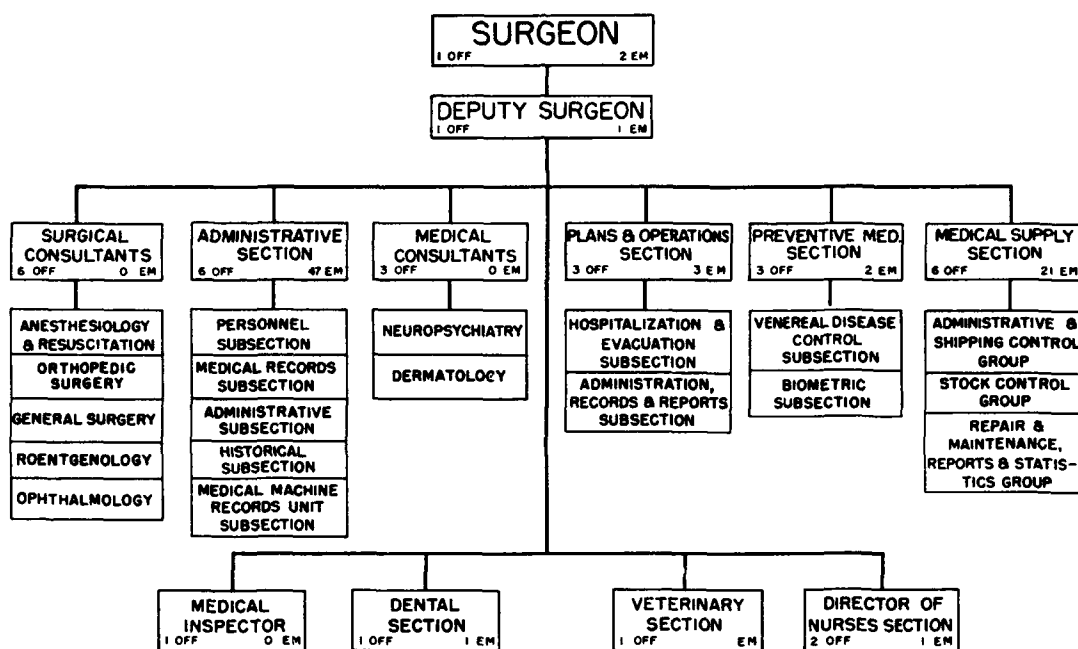 SURGEON
1 OFF 2 EM
DEPUTY SURGEON
1 OFF 1 EM
SURGICAL
CONSULTANTS
6 OFF 0 EM
ANESTHESIOLOGY
& RESUSCITATION
ORTHOPEDIC
SURGERY
GENERAL SURGERY
ROENTGENOLOGY
OPHTHALMOLOGY
ADMINISTRATIVE
SECTION
6 OFF 47 EM
PERSONNEL
SUBSECTION
MEDICAL RECORDS
SUBSECTION
ADMINISTRATIVE
SUBSECTION
HISTORICAL
SUBSECTION
MEDICAL MACHINE
RECORDS UNIT
SUBSECTION
MEDICAL
CONSULTANTS
3 OFF 0 EM
NEUROPSYCHIATRY
DERMATOLOGY
PLANS & OPERATIONS
SECTION
3 OFF 3 EM
HOSPITALIZATION &
EVACUATION
SUBSECTION
ADMINISTRATION,
RECORDS & REPORTS
SUBSECTION
PREVENTIVE MED.
SECTION
3 OFF 2 EM
VENEREAL DISEASE
CONTROL
SUBSECTION
BIOMETRIC
SUBSECTION
MEDICAL SUPPLY
SECTION
6 OFF 21 EM
ADMINISTRATIVE &
SHIPPING CONTROL
GROUP
STOCK CONTROL
GROUP
REPAIR &
MAINTENANCE,
REPORTS & STATIS-
TICS GROUP
MEDICAL
INSPECTOR
1 OFF 0 EM
DENTAL
SECTION
1 OFF 1 EM
VETERINARY
SECTION
1 OFF EM
DIRECTOR OF
NURSES SECTION
2 OFF 1 EM